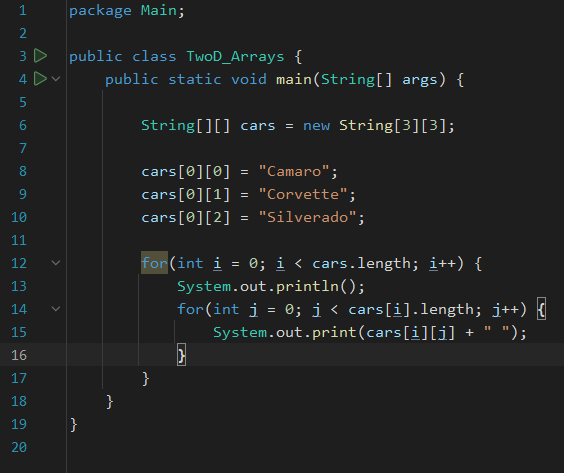 1 package Main;
2
3 public class TwoD_Arrays {
4     public static void main(String[] args) {
5
6         String[][] cars = new String[3][3];
7
8         cars[0][0] = "Camaro";
9         cars[0][1] = "Corvette";
10         cars[0][2] = "Silverado";
11
12         for(int i = 0; i < cars.length; i++) {
13             System.out.println();
14             for(int j = 0; j < cars[i].length; j++) {
15                 System.out.print(cars[i][j] + " ");
16             }
17         }
18     }
19 }
20